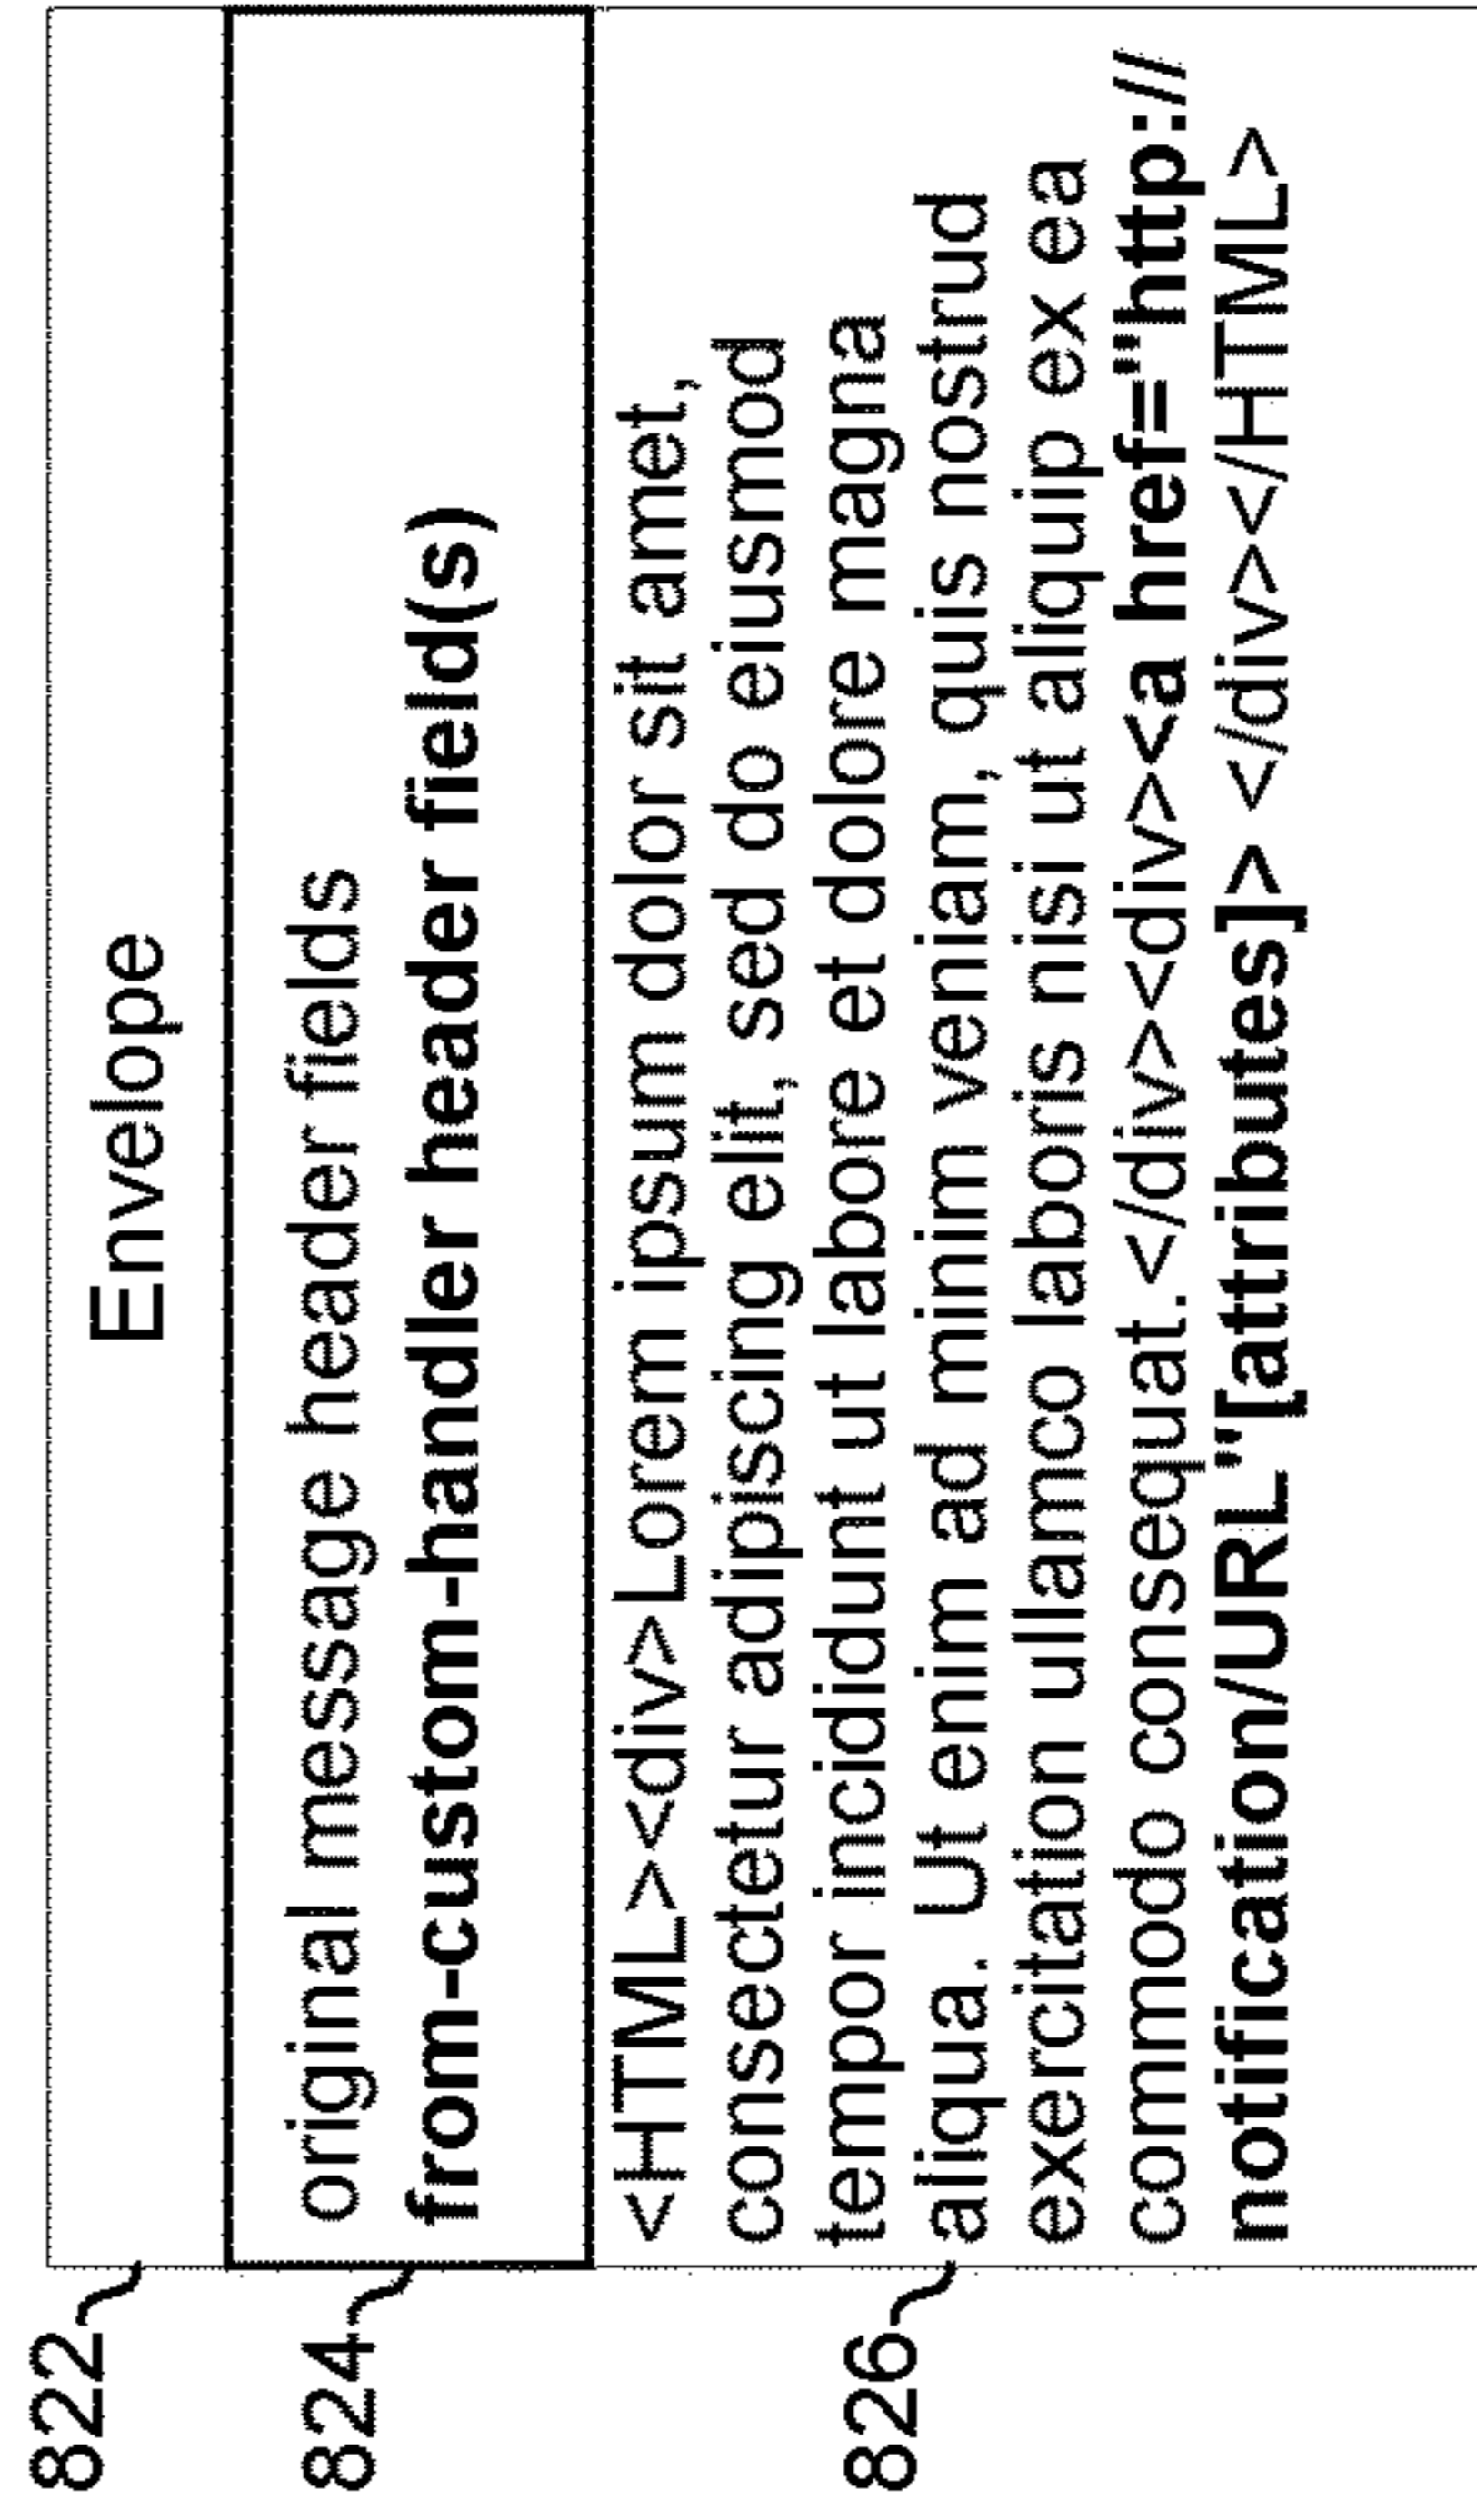 822
Envelope
824
original message header fields
from-custom-handler header field(s)
826
<HTML><div>Lorem ipsum dolor sit amet,
consectetur adipiscing elit, sed do eiusmod
tempor incididunt ut labore et dolore magna
aliqua. Ut enim ad minim veniam, quis nostrud
exercitation ullamco laboris nisi ut aliquip ex ea
commodo consequat.</div><div><a href="http://
notification/URL"[attributes]> </div></HTML>